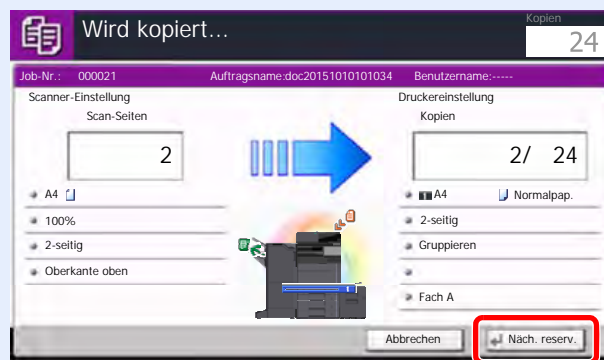 Wird kopiert...
Kopien
24
Job-Nr.: 000021 Auftragsname:doc20151010101034 Benutzername:-----
Scanner-Einstellung
Scan-Seiten
2
A4
100%
2-seitig
Oberkante oben
Druckereinstellung
Kopien
2/ 24
A4 Normalpap.
2-seitig
Gruppieren
Fach A
Abbrechen
Näch. reserv.